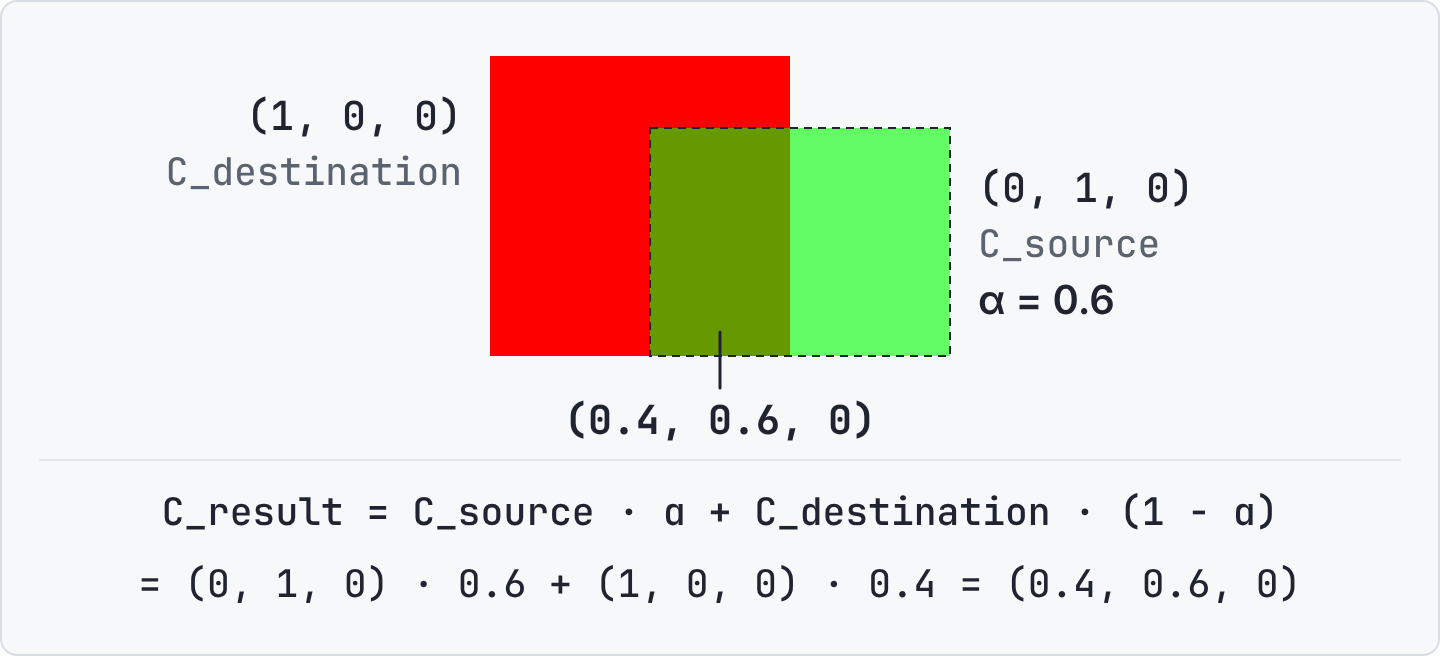 (1, 0, 0)
C_destination
(0, 1, 0)
C_source
α = 0.6
(0.4, 0.6, 0)
C_result = C_source · α + C_destination · (1 - α)
= (0, 1, 0) · 0.6 + (1, 0, 0) · 0.4 = (0.4, 0.6, 0)